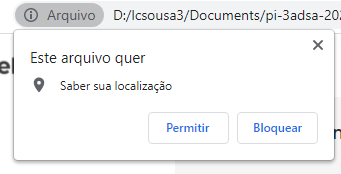 Arquivo D:/lcsousa3/Documents/pi-3adsa-202
Este arquivo quer
Saber sua localização
Permitir Bloquear